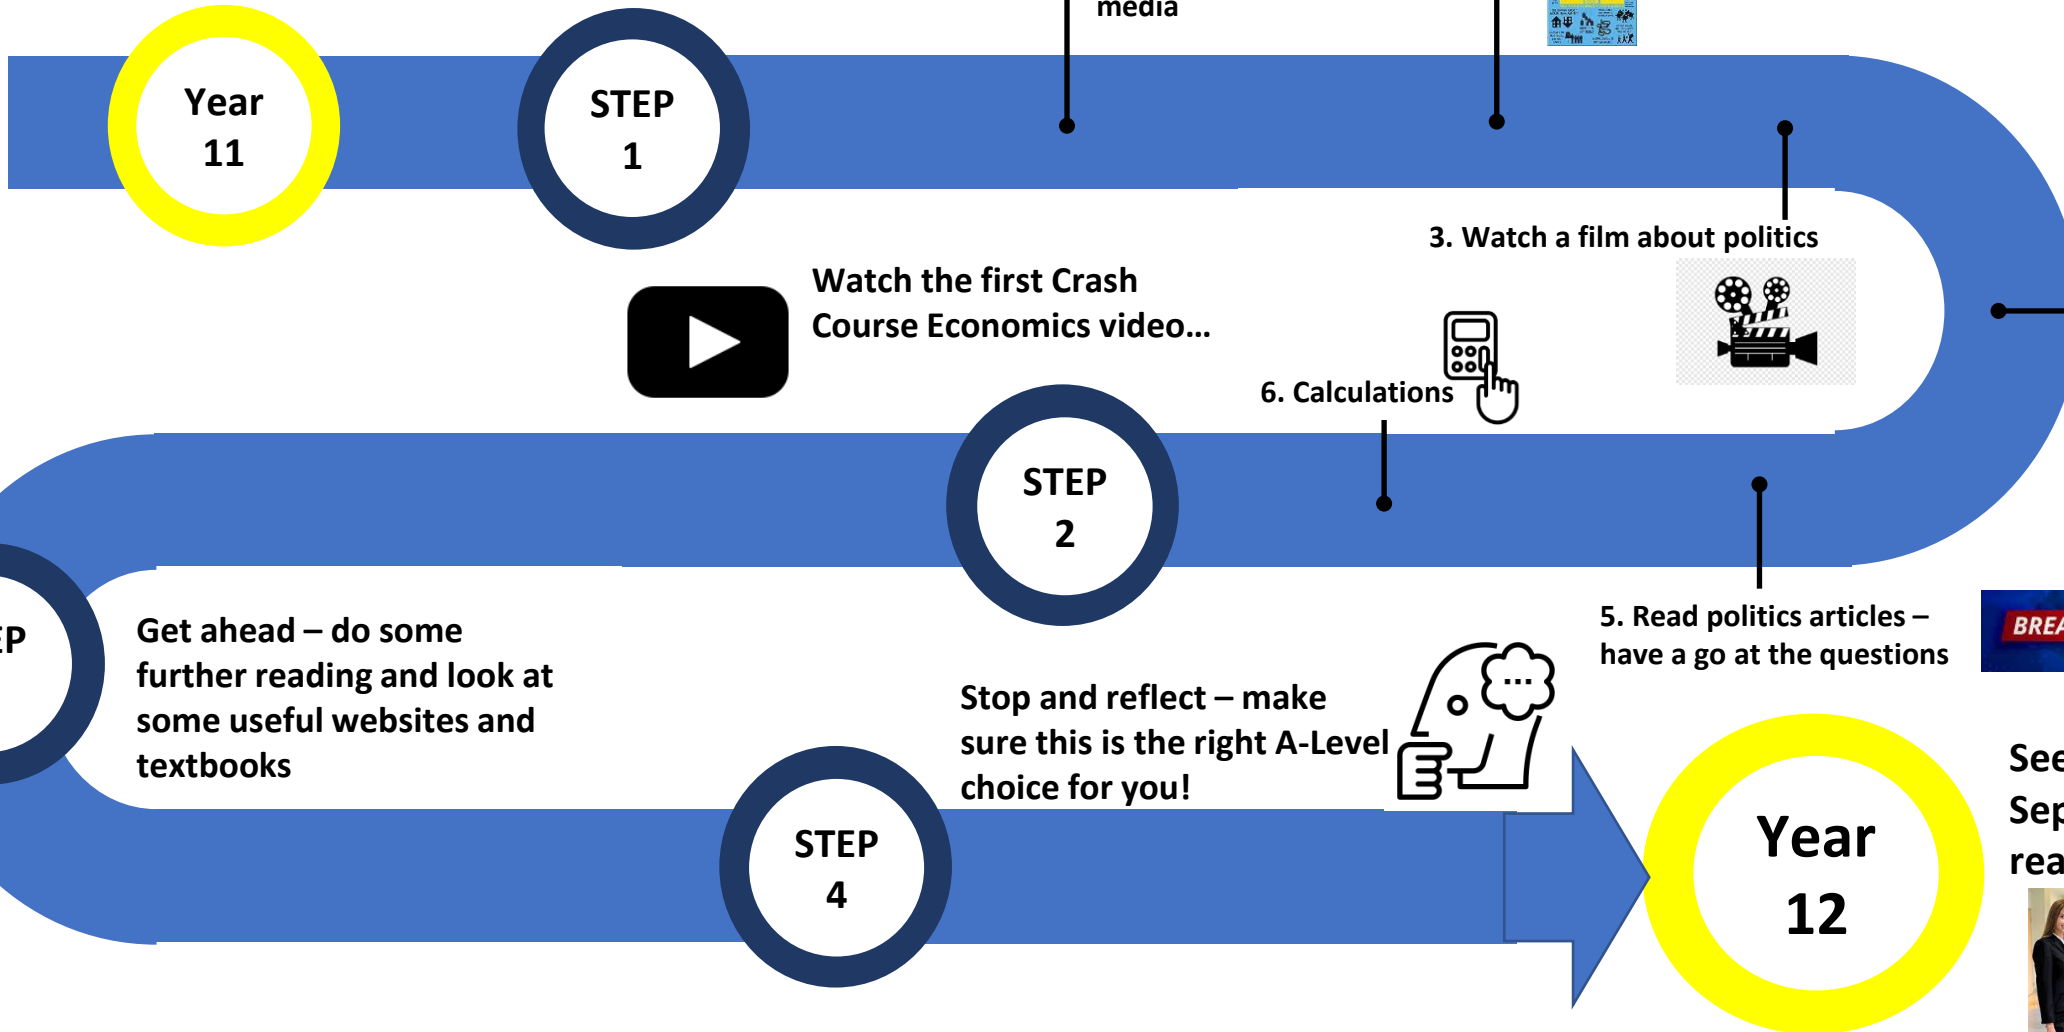 media
Year
11
STEP
1
3. Watch a film about politics
Watch the first Crash
Course Economics video…
6. Calculations
STEP
2
5. Read politics articles –
have a go at the questions
Get ahead – do some
further reading and look at
some useful websites and
textbooks
Stop and reflect – make
sure this is the right A-Level
choice for you!
STEP
4
Year
12